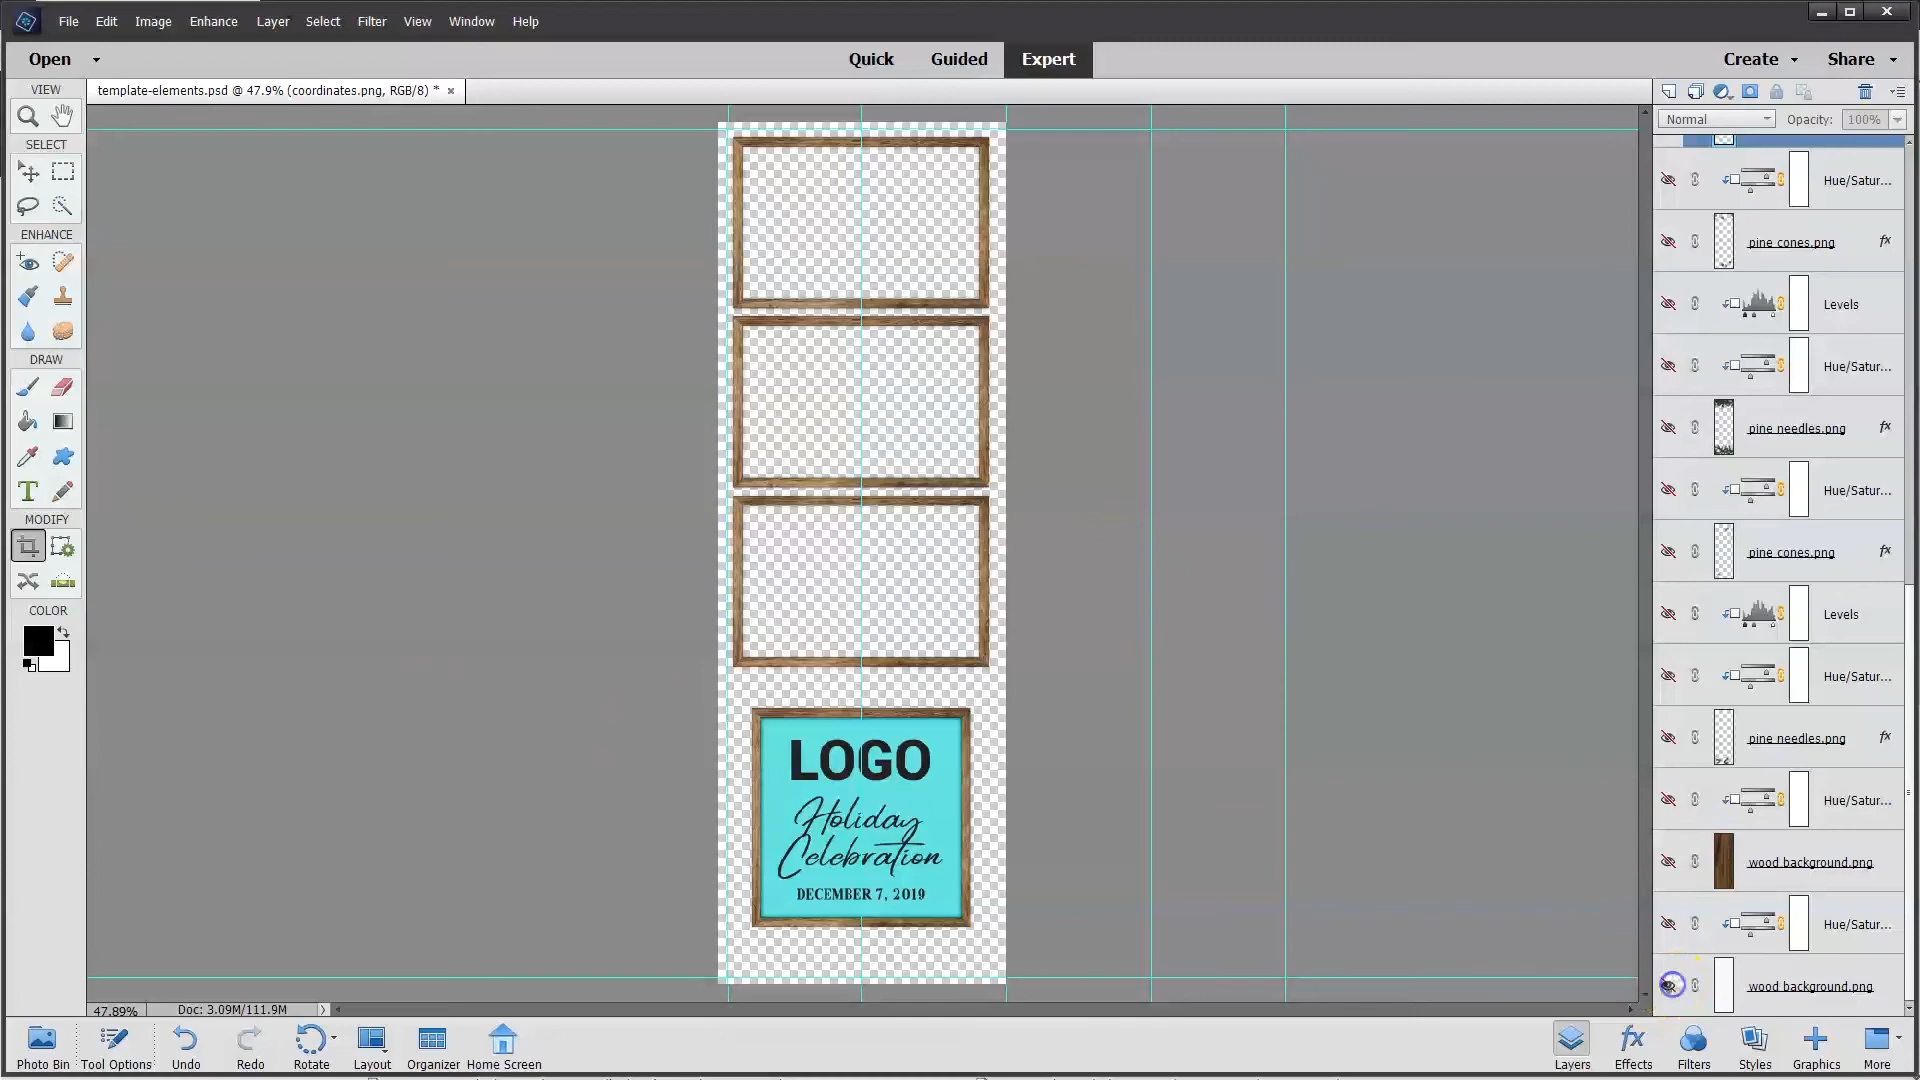 File Edit Image Enhance Layer Select Filter View Window Help
Open Quick Guided Expert Create Share
VIEW
template-elements.psd @ 47.9% (coordinates.png, RGB/8) *
Normal Opacity: 100%
SELECT
Hue/Satur...
ENHANCE
pine cones.png fx
Levels
DRAW
Hue/Satur...
pine needles.png fx
Hue/Satur...
MODIFY
pine cones.png fx
COLOR
Levels
Hue/Satur...
pine needles.png fx
LOGO
Holiday
Celebration
DECEMBER 7, 2019
Hue/Satur...
wood background.png
Hue/Satur...
wood background.png
47.89% Doc: 3.09M/111.9M
Photo Bin Tool Options Undo Redo Rotate Layout Organizer Home Screen Layers Effects Filters Styles Graphics More